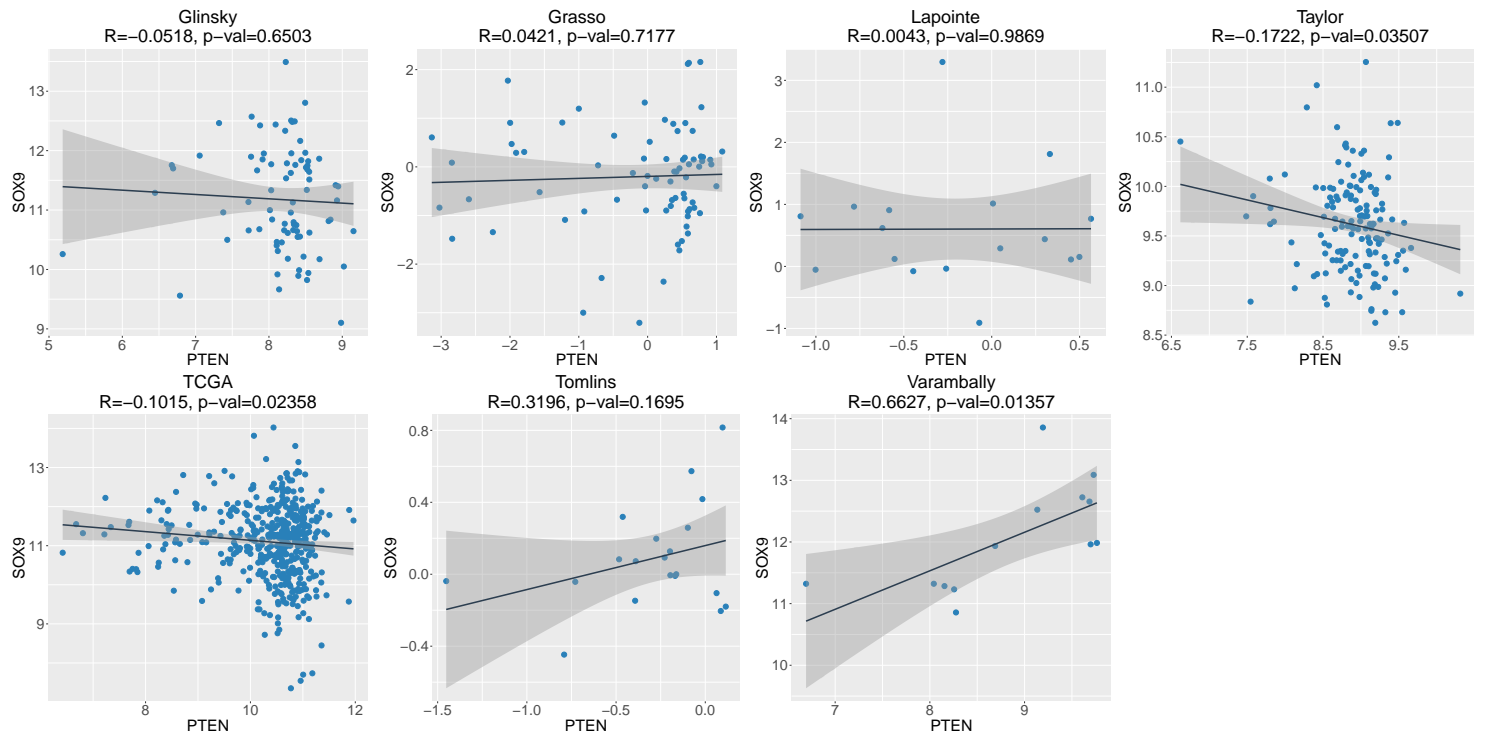 Glinsky
R=−0.0518, p−val=0.6503
SOX9
13
12
11
10
9
5 6 7 8 9
PTEN
Grasso
R=0.0421, p−val=0.7177
SOX9
2
0
−2
−3 −2 −1 0 1
PTEN
Lapointe
R=0.0043, p−val=0.9869
SOX9
3
2
1
0
−1
−1.0 −0.5 0.0 0.5
PTEN
Taylor
R=−0.1722, p−val=0.03507
SOX9
11.0
10.5
10.0
9.5
9.0
8.5
6.5 7.5 8.5 9.5
PTEN
TCGA
R=−0.1015, p−val=0.02358
SOX9
13
11
9
8 10 12
PTEN
Tomlins
R=0.3196, p−val=0.1695
SOX9
0.8
0.4
0.0
−0.4
−1.5 −1.0 −0.5 0.0
PTEN
Varambally
R=0.6627, p−val=0.01357
SOX9
14
13
12
11
10
7 8 9
PTEN